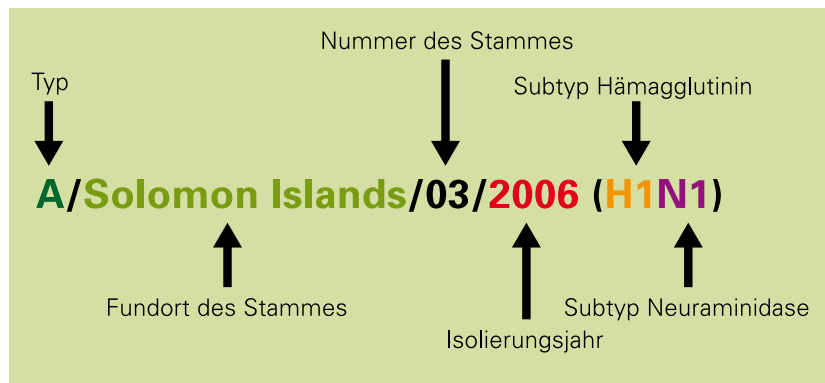 Nummer des Stammes
Typ
Subtyp Hämagglutinin
A/Solomon Islands/03/2006 (H1N1)
Fundort des Stammes
Subtyp Neuraminidase
Isolierungsjahr